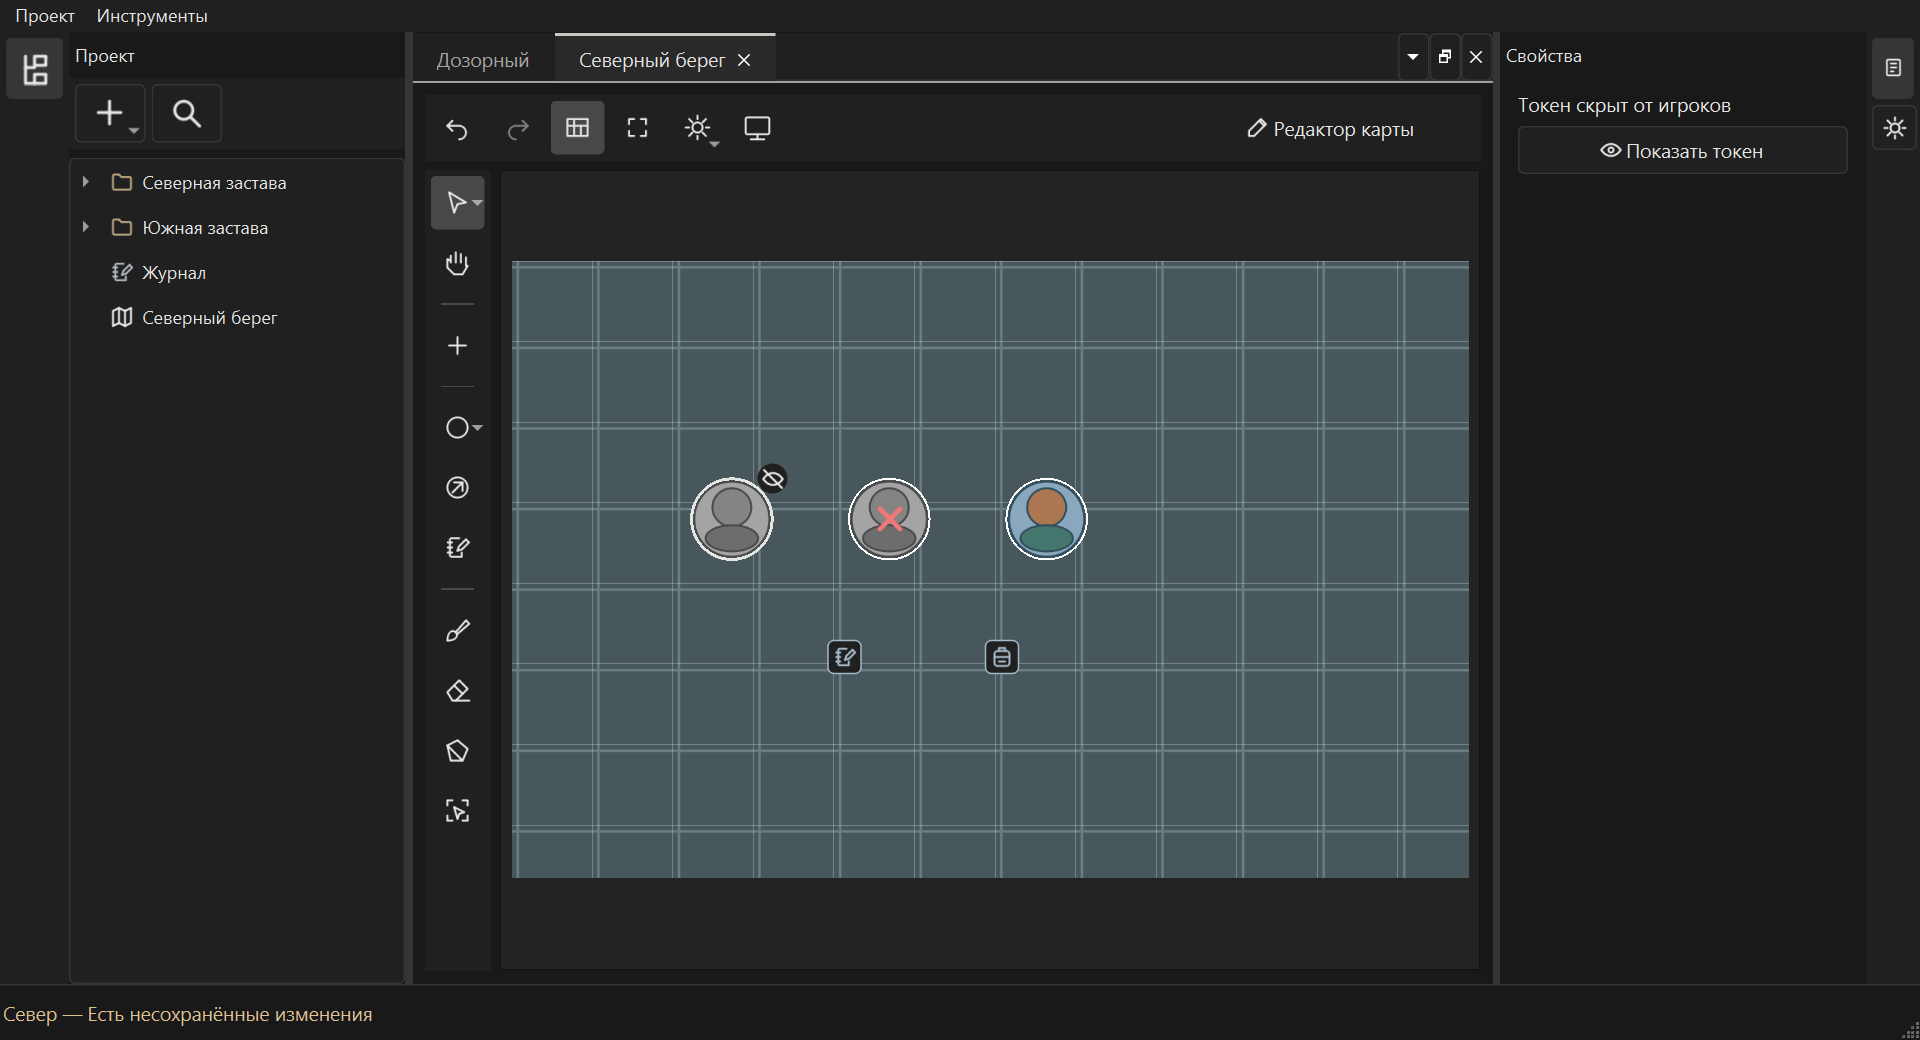 Проект Инструменты
Проект
Северная застава
Южная застава
Журнал
Северный берег
Дозорный
Северный берег
Редактор карты
Свойства
Токен скрыт от игроков
Показать токен
Север — Есть несохранённые изменения